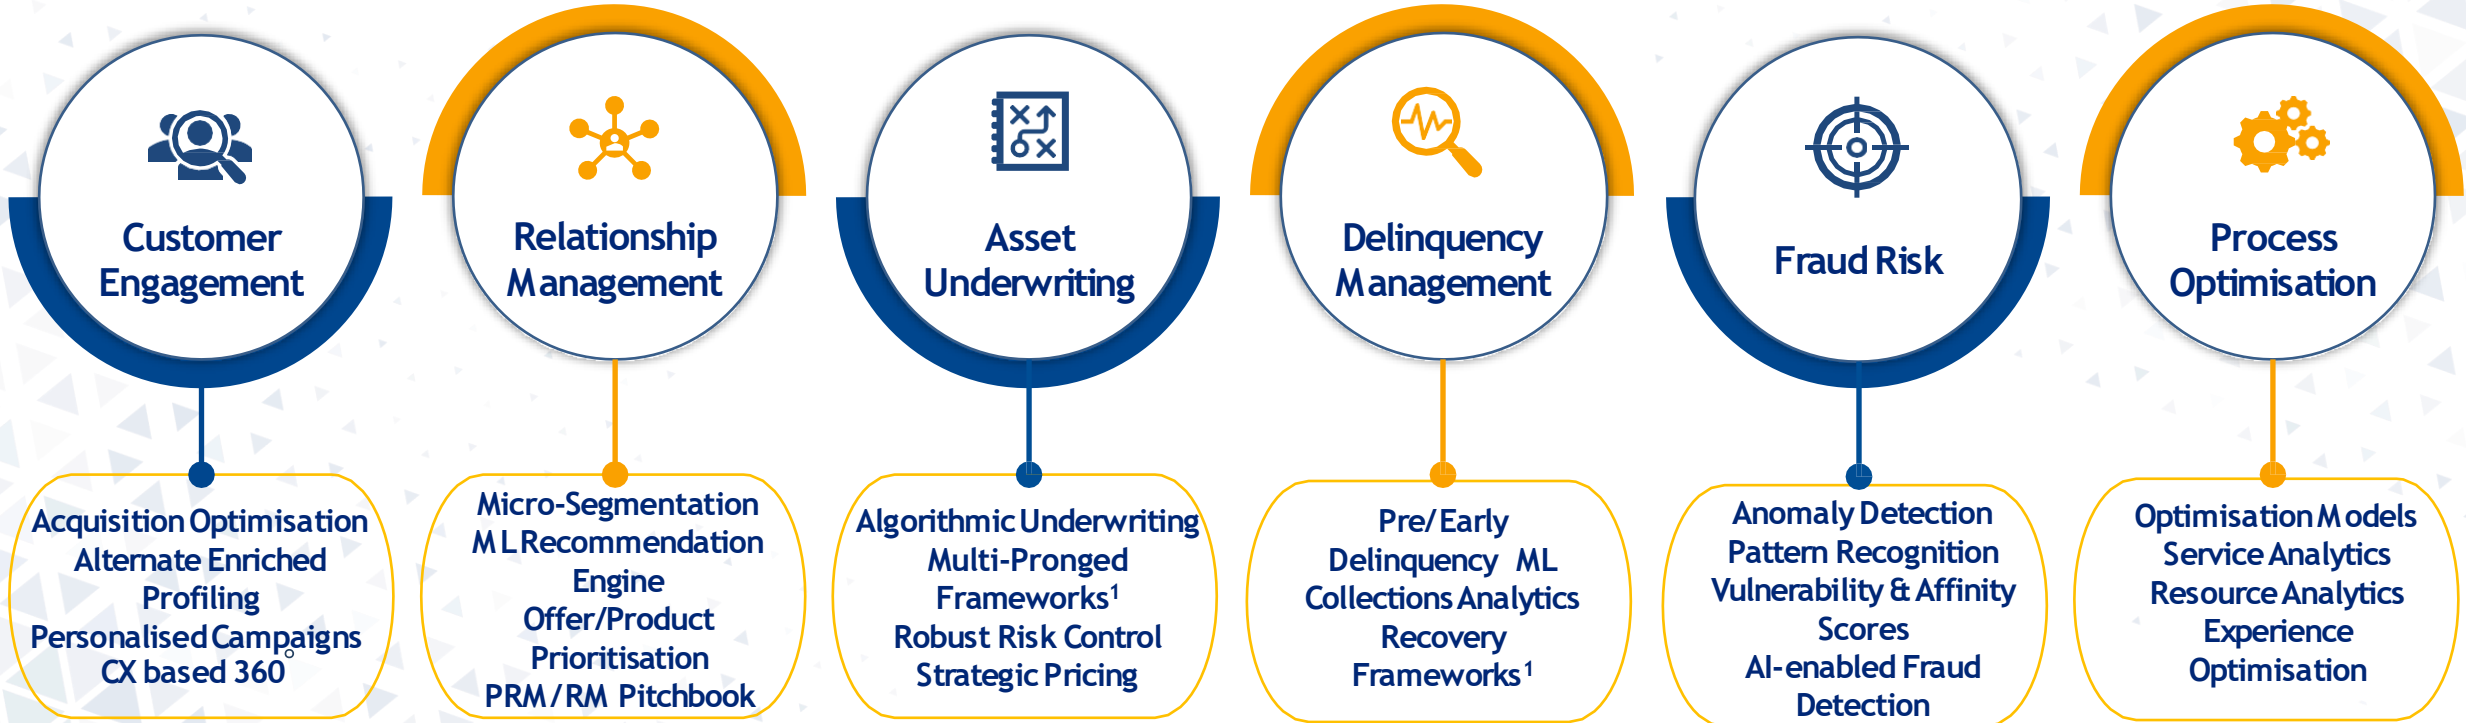 Customer
Engagement
Acquisition Optimisation
Alternate Enriched
Profiling
Personalised Campaigns
CX based 360°
Relationship
Management
Micro-Segmentation
ML Recommendation
Engine
Offer/Product
Prioritisation
PRM/RM Pitchbook
Asset
Underwriting
Algorithmic Underwriting
Multi-Pronged
Frameworks¹
Robust Risk Control
Strategic Pricing
Delinquency
Management
Pre/Early
Delinquency ML
Collections Analytics
Recovery
Frameworks¹
Fraud Risk
Anomaly Detection
Pattern Recognition
Vulnerability & Affinity
Scores
AI-enabled Fraud
Detection
Process
Optimisation
Optimisation Models
Service Analytics
Resource Analytics
Experience
Optimisation